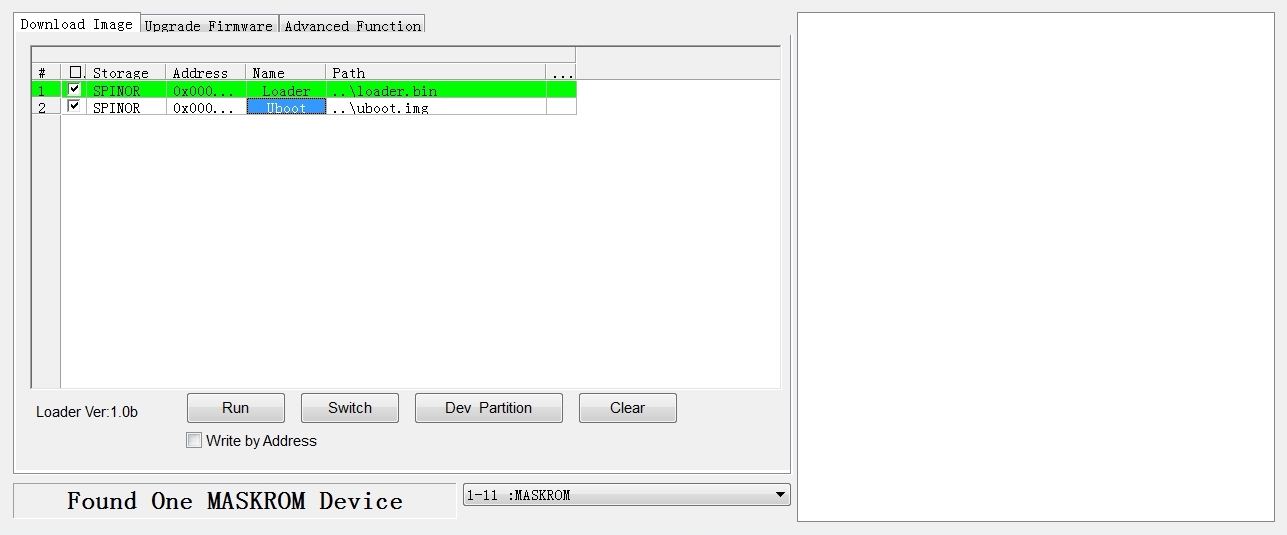 Download Image Upgrade Firmware Advanced Function
# Storage Address Name Path ...
1 SPINOR 0x000... Loader ..\loader.bin
2 SPINOR 0x000... Uboot ..\uboot.img
Loader Ver:1.0b Run Switch Dev Partition Clear
Write by Address
Found One MASKROM Device 1-11 :MASKROM